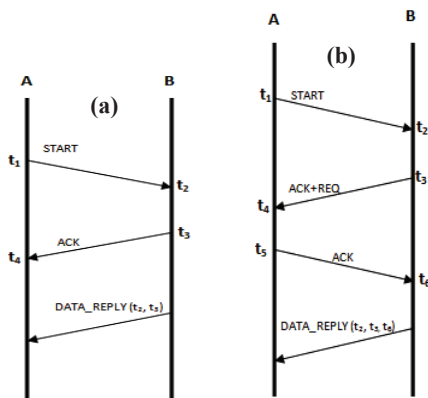 A
B
(a)
START
t₁
t₂
t₃
ACK
t₄
DATA_REPLY (t₂, t₃)
A
B
(b)
t₁
START
t₂
t₃
ACK+REQ
t₄
t₅
ACK
t₆
DATA_REPLY (t₂, t₃, t₆)